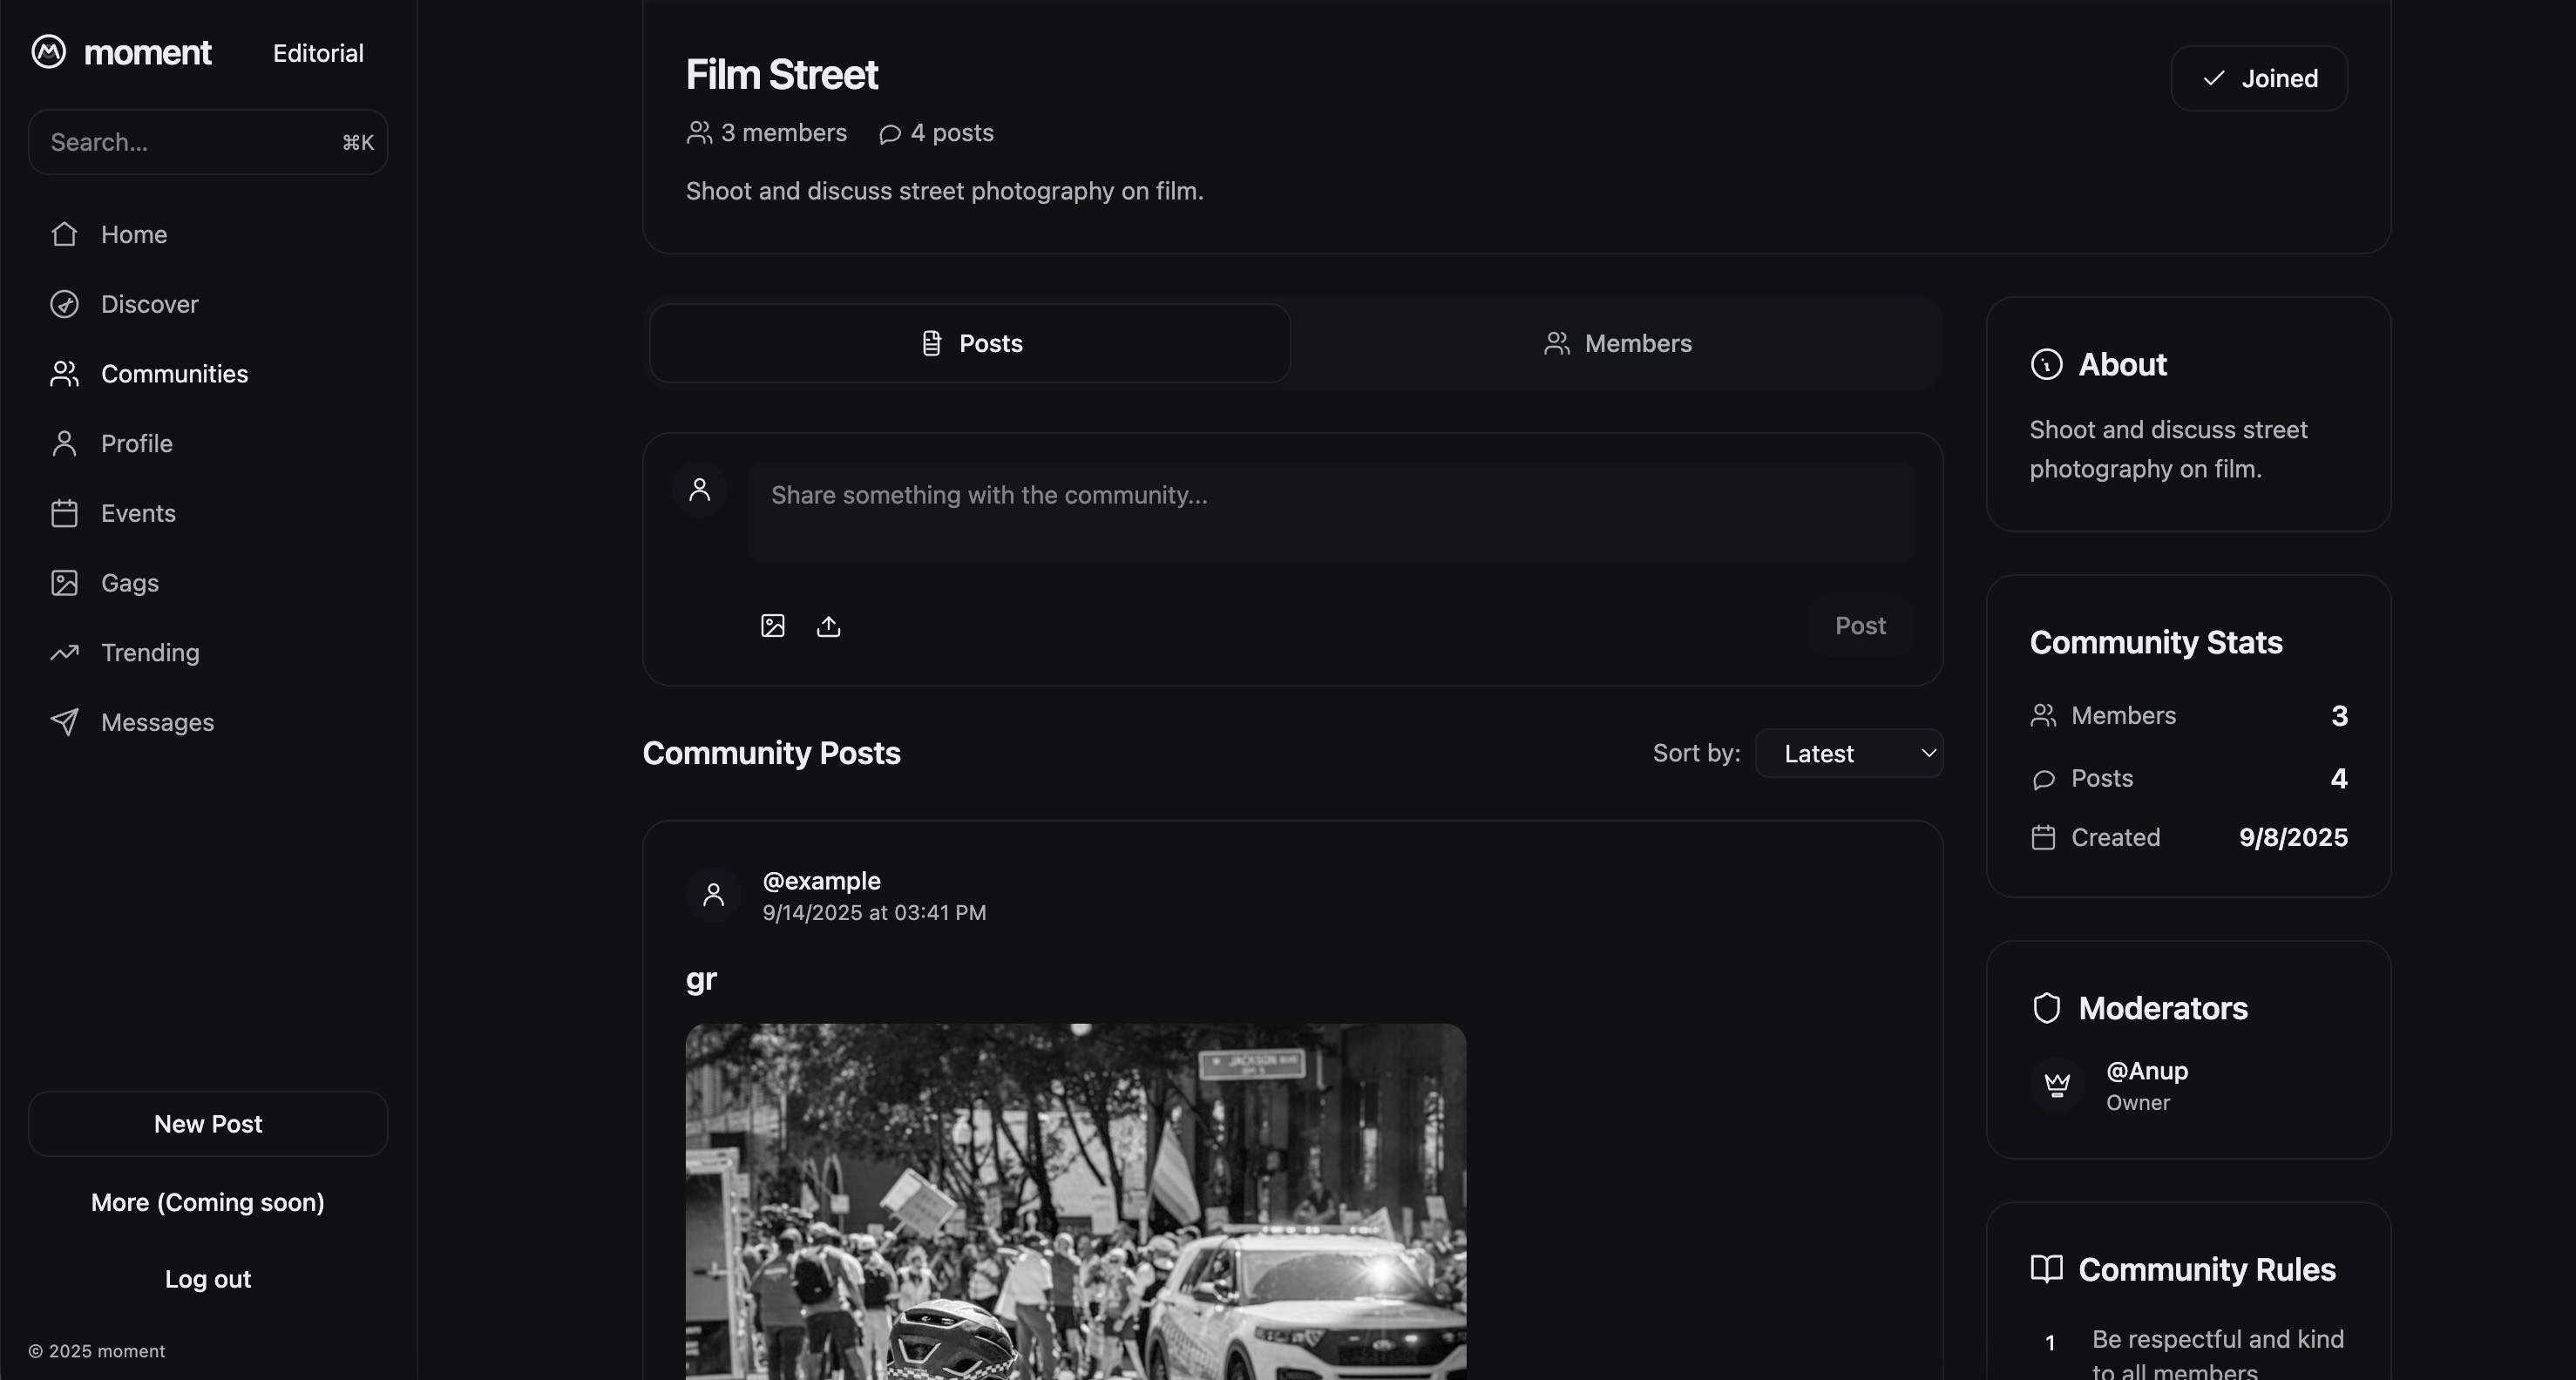 moment
Editorial
Search...
⌘K
Home
Discover
Communities
Profile
Events
Gags
Trending
Messages
New Post
More (Coming soon)
Log out
© 2025 moment
Film Street
3 members
4 posts
Shoot and discuss street photography on film.
Joined
Posts
Members
Share something with the community...
Post
Community Posts
Sort by:
Latest
@example
9/14/2025 at 03:41 PM
gr
JACKSON
About
Shoot and discuss street
photography on film.
Community Stats
Members
3
Posts
4
Created
9/8/2025
Moderators
@Anup
Owner
Community Rules
1
Be respectful and kind
to all members